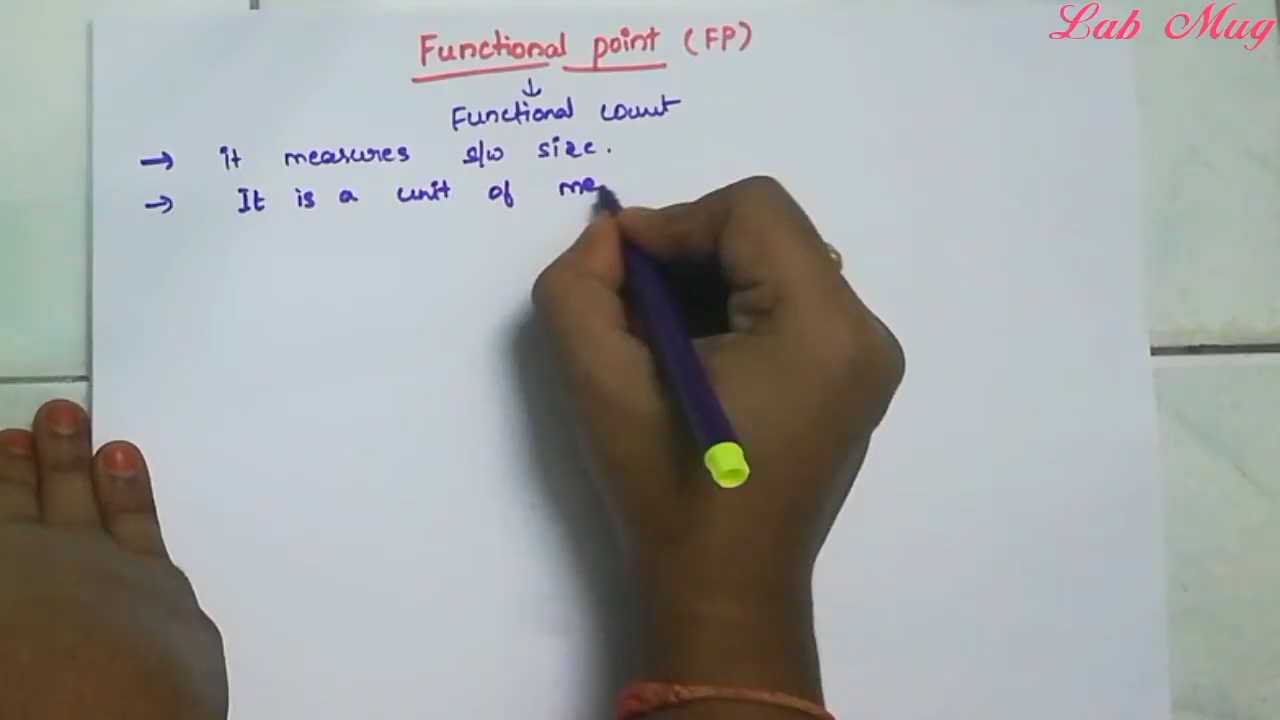 Lab Mug
Functional point (FP)
↓
Functional count
→ it measures s/w size.
→ It is a unit of me